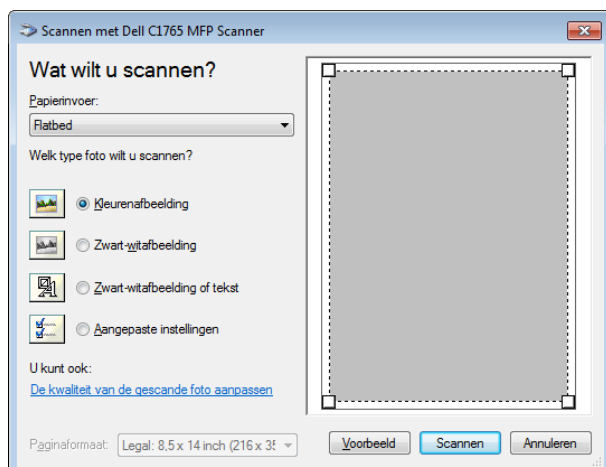 Scannen met Dell C1765 MFP Scanner
Wat wilt u scannen?
Papierinvoer:
Flatbed
Welk type foto wilt u scannen?
Kleurenafbeelding
Zwart-witafbeelding
Zwart-witafbeelding of tekst
Aangepaste instellingen
U kunt ook:
De kwaliteit van de gescande foto aanpassen
Paginaformaat: Legal: 8,5 x 14 inch (216 x 35
Voorbeeld Scannen Annuleren